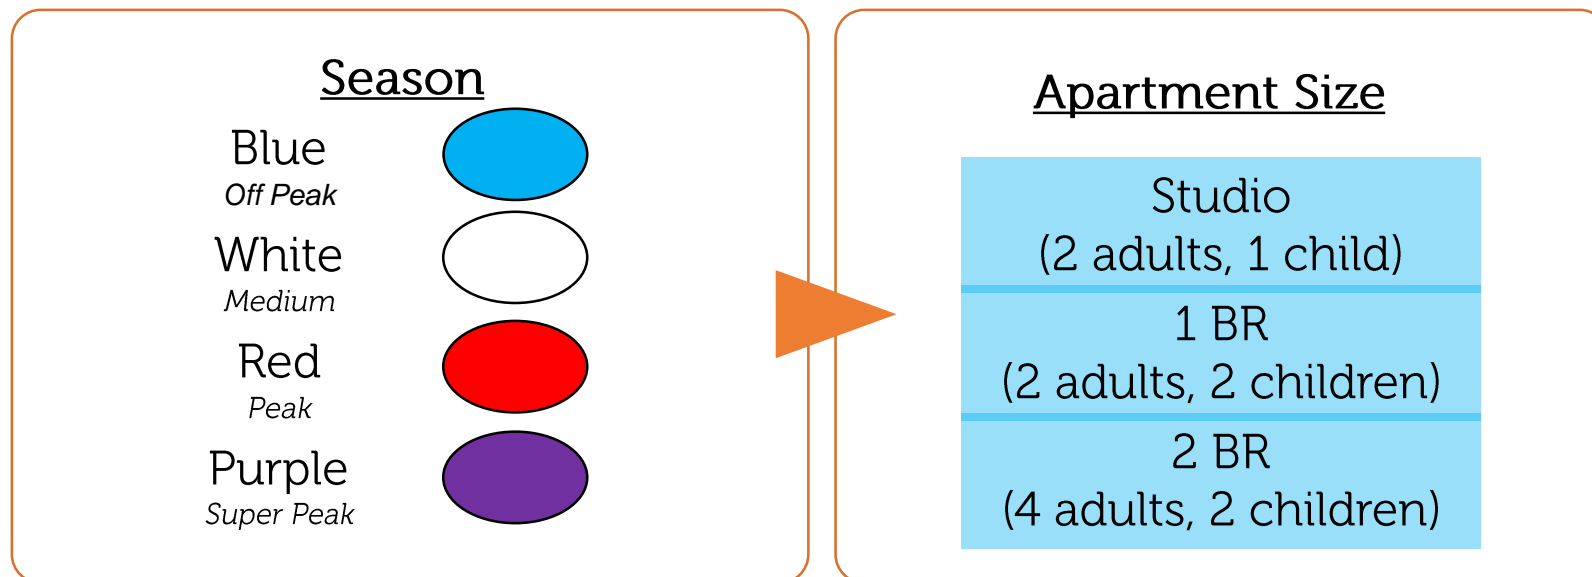 Season
Blue
Off Peak
White
Medium
Red
Peak
Purple
Super Peak
Apartment Size
Studio
(2 adults, 1 child)
1 BR
(2 adults, 2 children)
2 BR
(4 adults, 2 children)